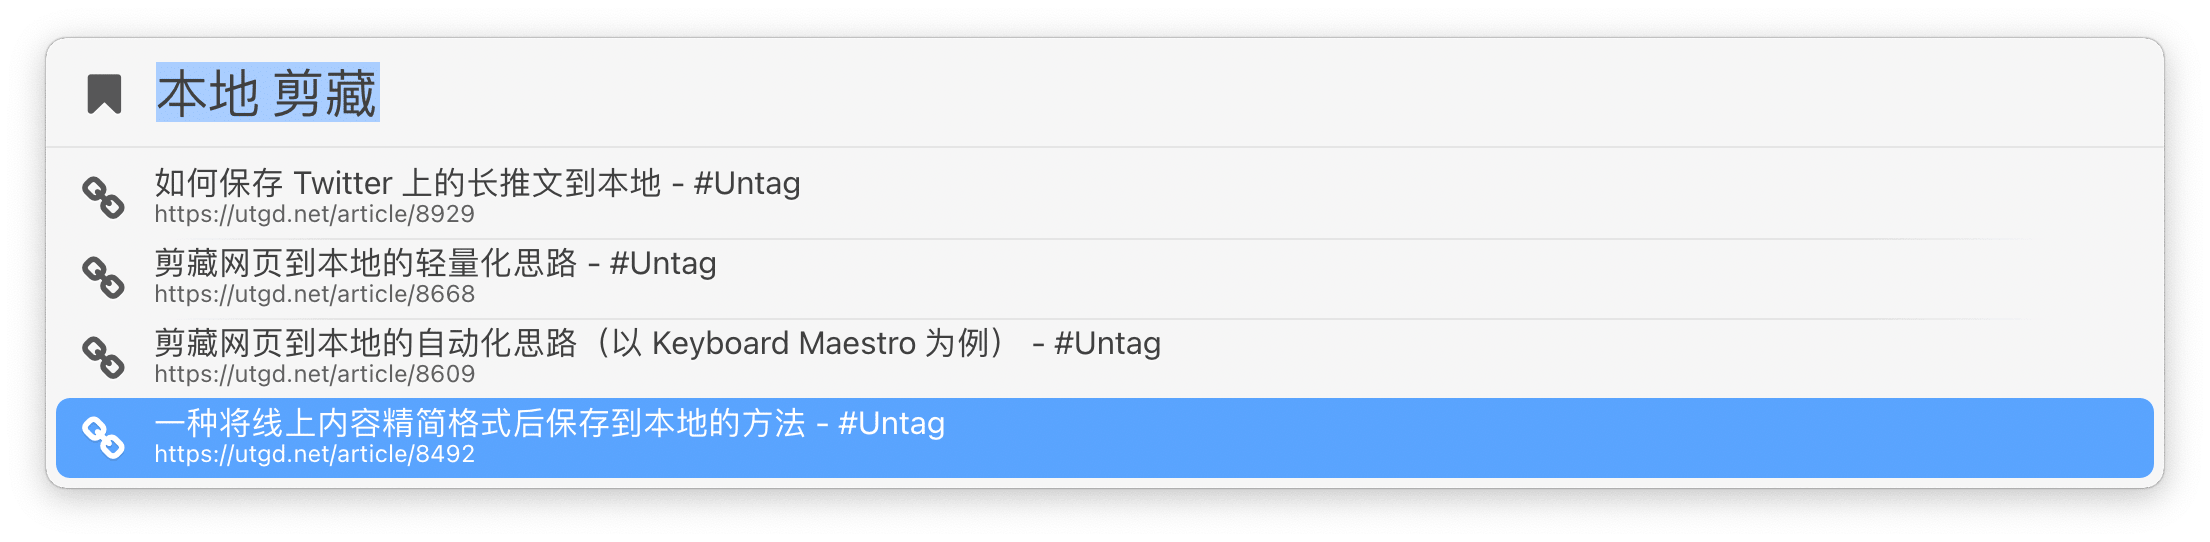 本地 剪藏
如何保存 Twitter 上的长推文到本地 - #Untag
https://utgd.net/article/8929
剪藏网页到本地的轻量化思路 - #Untag
https://utgd.net/article/8668
剪藏网页到本地的自动化思路（以 Keyboard Maestro 为例） - #Untag
https://utgd.net/article/8609
一种将线上内容精简格式后保存到本地的方法 - #Untag
https://utgd.net/article/8492